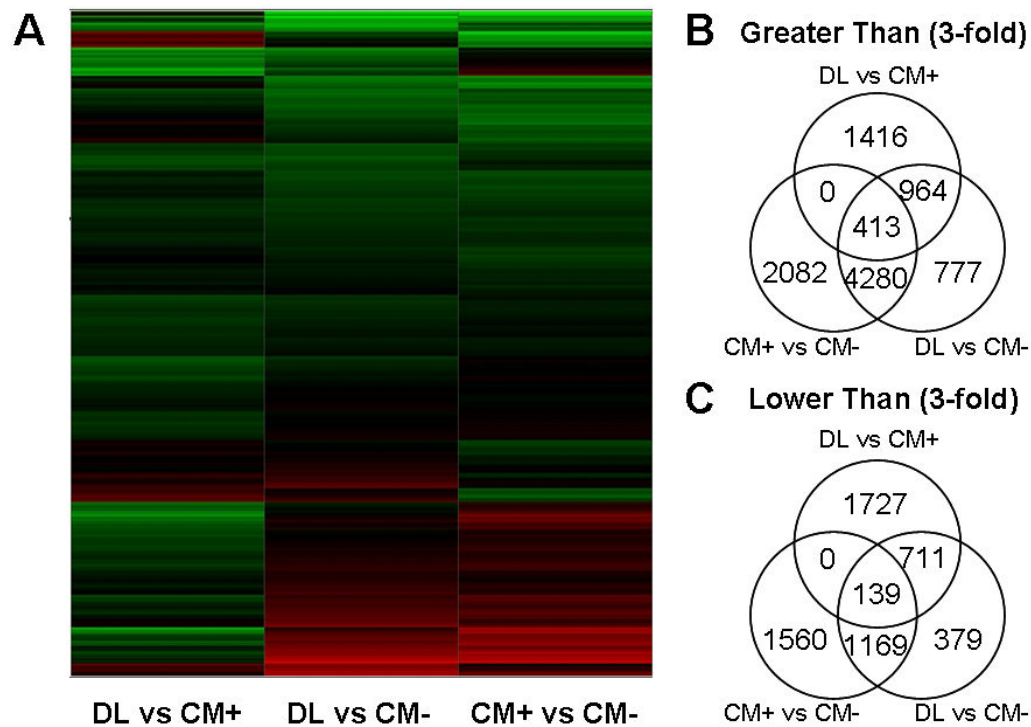 A
DL vs CM+ DL vs CM- CM+ vs CM-
B Greater Than (3-fold)
DL vs CM+
1416
0 964
413
2082 4280 777
CM+ vs CM- DL vs CM-
C Lower Than (3-fold)
DL vs CM+
1727
0 711
139
1560 1169 379
CM+ vs CM- DL vs CM-